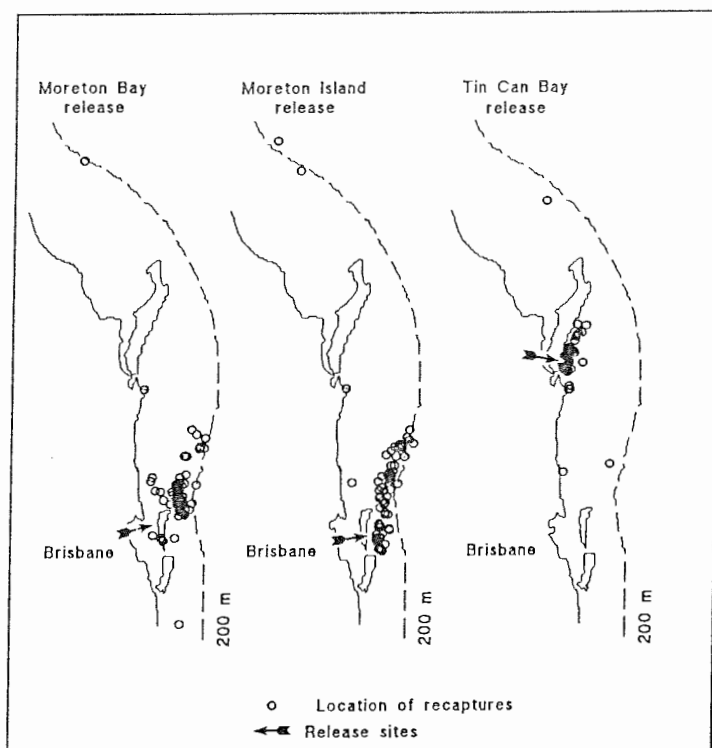 Moreton Bay
release
Moreton Island
release
Tin Can Bay
release
Brisbane
Brisbane
Brisbane
200 m
200 m
200 m
Location of recaptures
Release sites